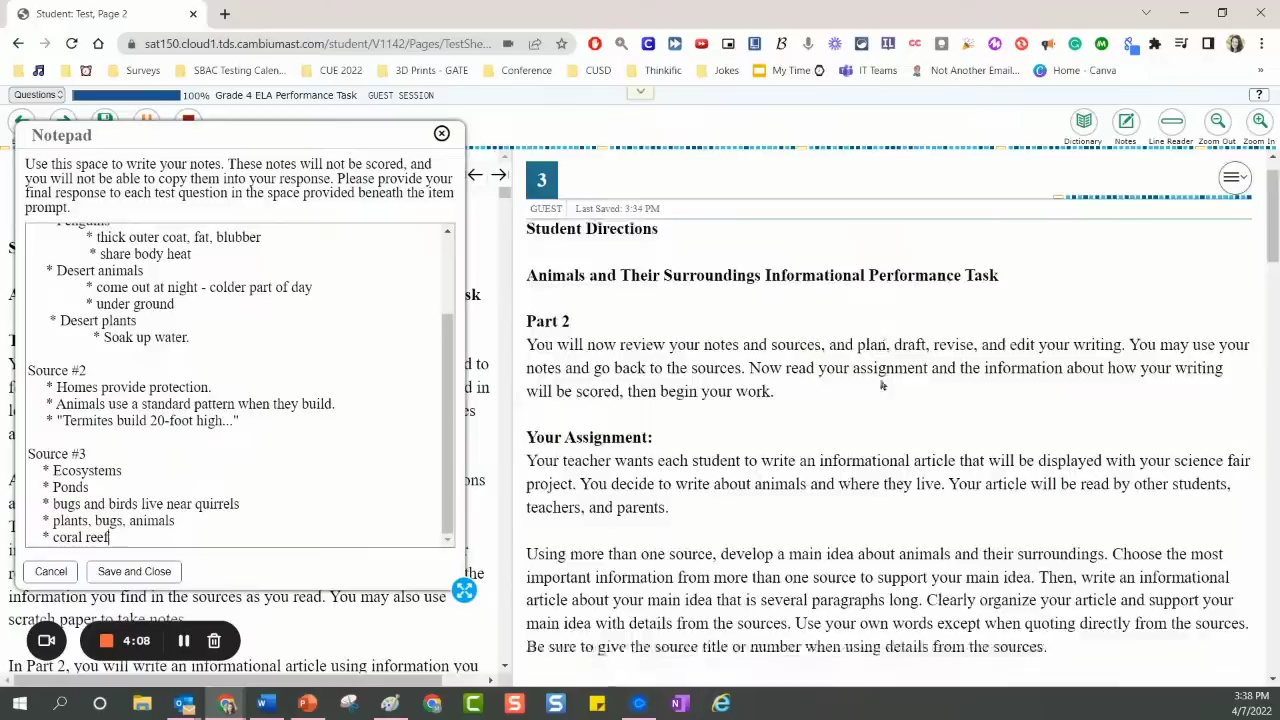 Student: Test, Page 2
sat150.cloud1.tds.cambiumast.com/student/V1142/Pages/TestShe...
Surveys
SBAC Testing Calen...
CUE 2022
3D Prints - GATE
Conference
CUSD
Thinkific
Jokes
My Time
IT Teams
Not Another Email...
Home - Canva
»
Questions
100%
Grade 4 ELA Performance Task
GUEST SESSION
?
Dictionary
Notes
Line Reader
Zoom Out
Zoom In
Notepad
Use this space to write your notes. These notes will not be scored, and
you will not be able to copy them into your response. Please provide your
final response to each test question in the space provided beneath the item
prompt.
* thick outer coat, fat, blubber
* share body heat
* Desert animals
* come out at night - colder part of day
* under ground
* Desert plants
* Soak up water.
Source #2
* Homes provide protection.
* Animals use a standard pattern when they build.
* "Termites build 20-foot high..."
Source #3
* Ecosystems
* Ponds
* bugs and birds live near quirrels
* plants, bugs, animals
* coral reef
Cancel
Save and Close
the
information you find in the sources as you read. You may also use
scratch paper to take notes
In Part 2, you will write an informational article using information you
4:08
3
GUEST
Last Saved: 3:34 PM
Student Directions
Animals and Their Surroundings Informational Performance Task
Part 2
You will now review your notes and sources, and plan, draft, revise, and edit your writing. You may use your
notes and go back to the sources. Now read your assignment and the information about how your writing
will be scored, then begin your work.
Your Assignment:
Your teacher wants each student to write an informational article that will be displayed with your science fair
project. You decide to write about animals and where they live. Your article will be read by other students,
teachers, and parents.
Using more than one source, develop a main idea about animals and their surroundings. Choose the most
important information from more than one source to support your main idea. Then, write an informational
article about your main idea that is several paragraphs long. Clearly organize your article and support your
main idea with details from the sources. Use your own words except when quoting directly from the sources.
Be sure to give the source title or number when using details from the sources.
3:38 PM
4/7/2022